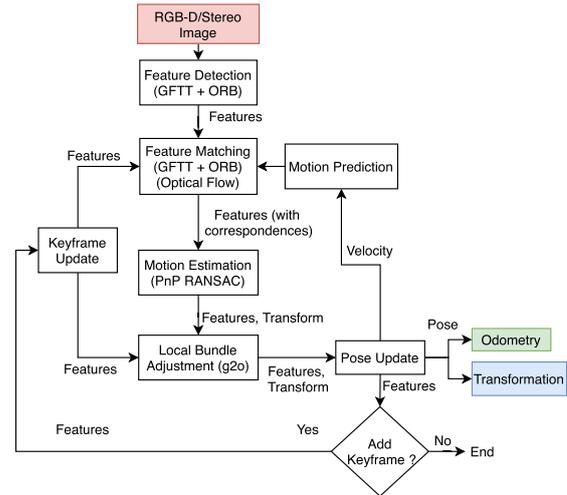 RGB-D/Stereo
Image
Feature Detection
(GFTT + ORB)
Features
Features
Feature Matching
(GFTT + ORB)
(Optical Flow)
Motion Prediction
Features (with
correspondences)
Keyframe
Update
Velocity
Motion Estimation
(PnP RANSAC)
Features, Transform
Pose
Odometry
Local Bundle
Adjustment (g2o)
Pose Update
Features
Features,
Transform
Transformation
Features
Features
Yes
Add
Keyframe ?
No
End